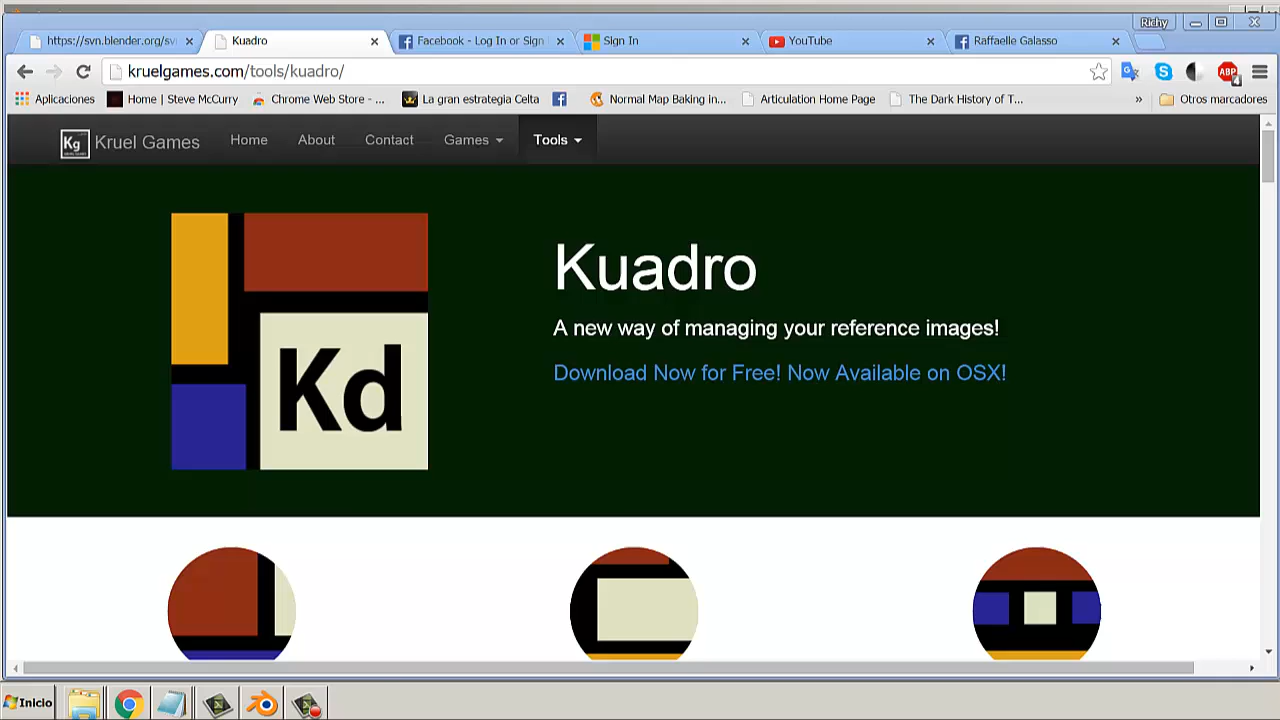 Richy
https://svn.blender.org/sv
Kuadro
Facebook - Log In or Sign
Sign In
YouTube
Raffaelle Galasso
kruelgames.com/tools/kuadro/
ABP
4
Aplicaciones
Home | Steve McCurry
Chrome Web Store - ...
La gran estrategia Celta
Normal Map Baking in...
Articulation Home Page
The Dark History of T...
»
Otros marcadores
Kg
Kruel Games
Home
About
Contact
Games
Tools
Kd
Kuadro
A new way of managing your reference images!
Download Now for Free! Now Available on OSX!
Inicio